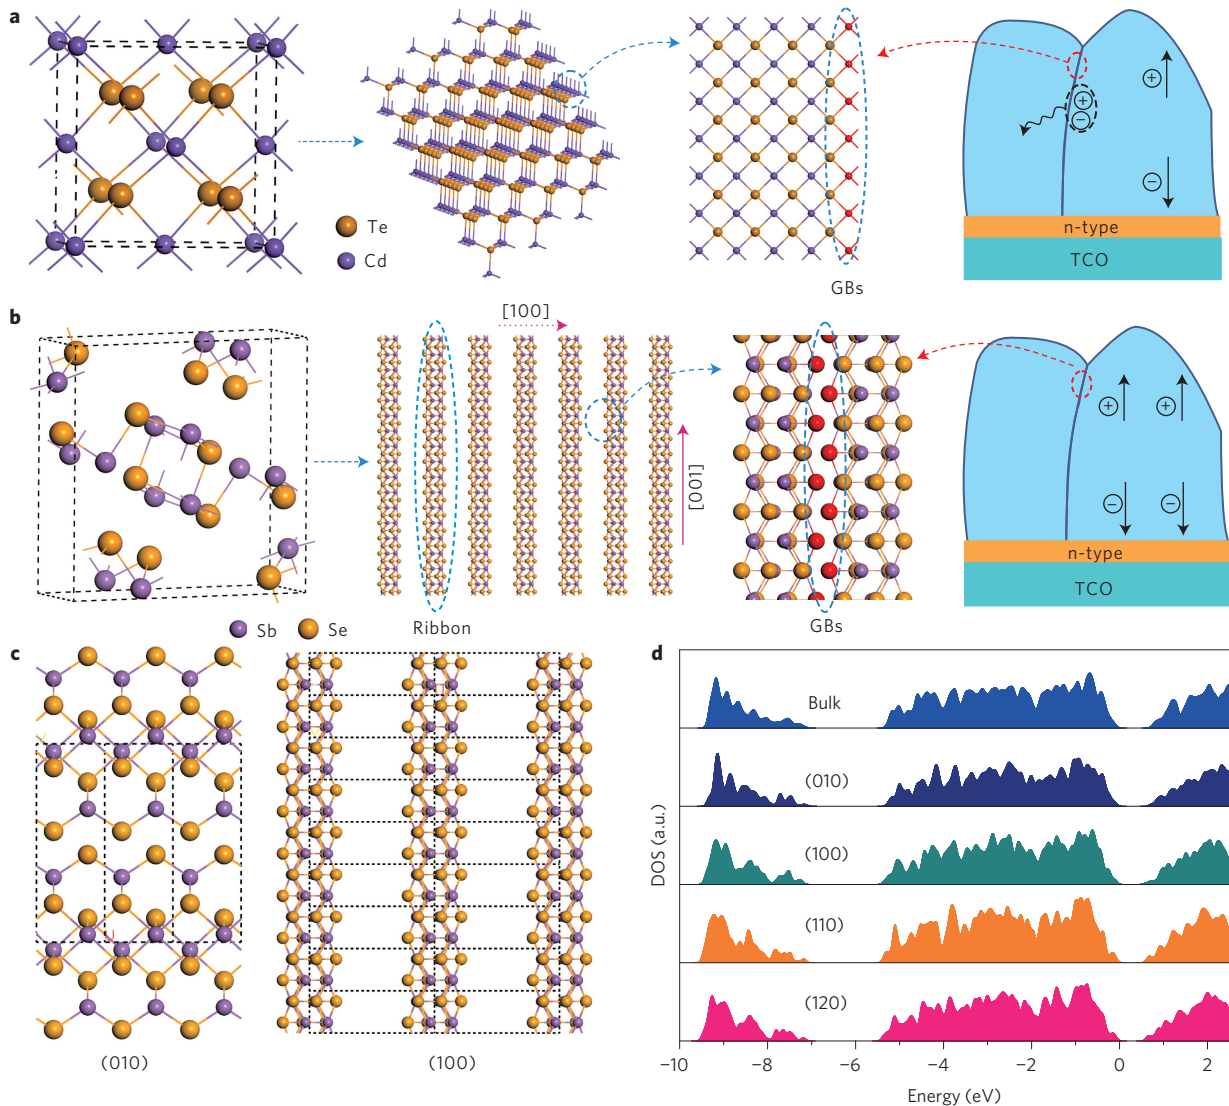 a
Te
Cd
GBs
+
+
−
−
n-type
TCO
b
[100]
[001]
Sb
Se
Ribbon
GBs
+
+
−
−
n-type
TCO
c
(010)
(100)
d
DOS (a.u.)
Bulk
(010)
(100)
(110)
(120)
−10
−8
−6
−4
−2
0
2
Energy (eV)